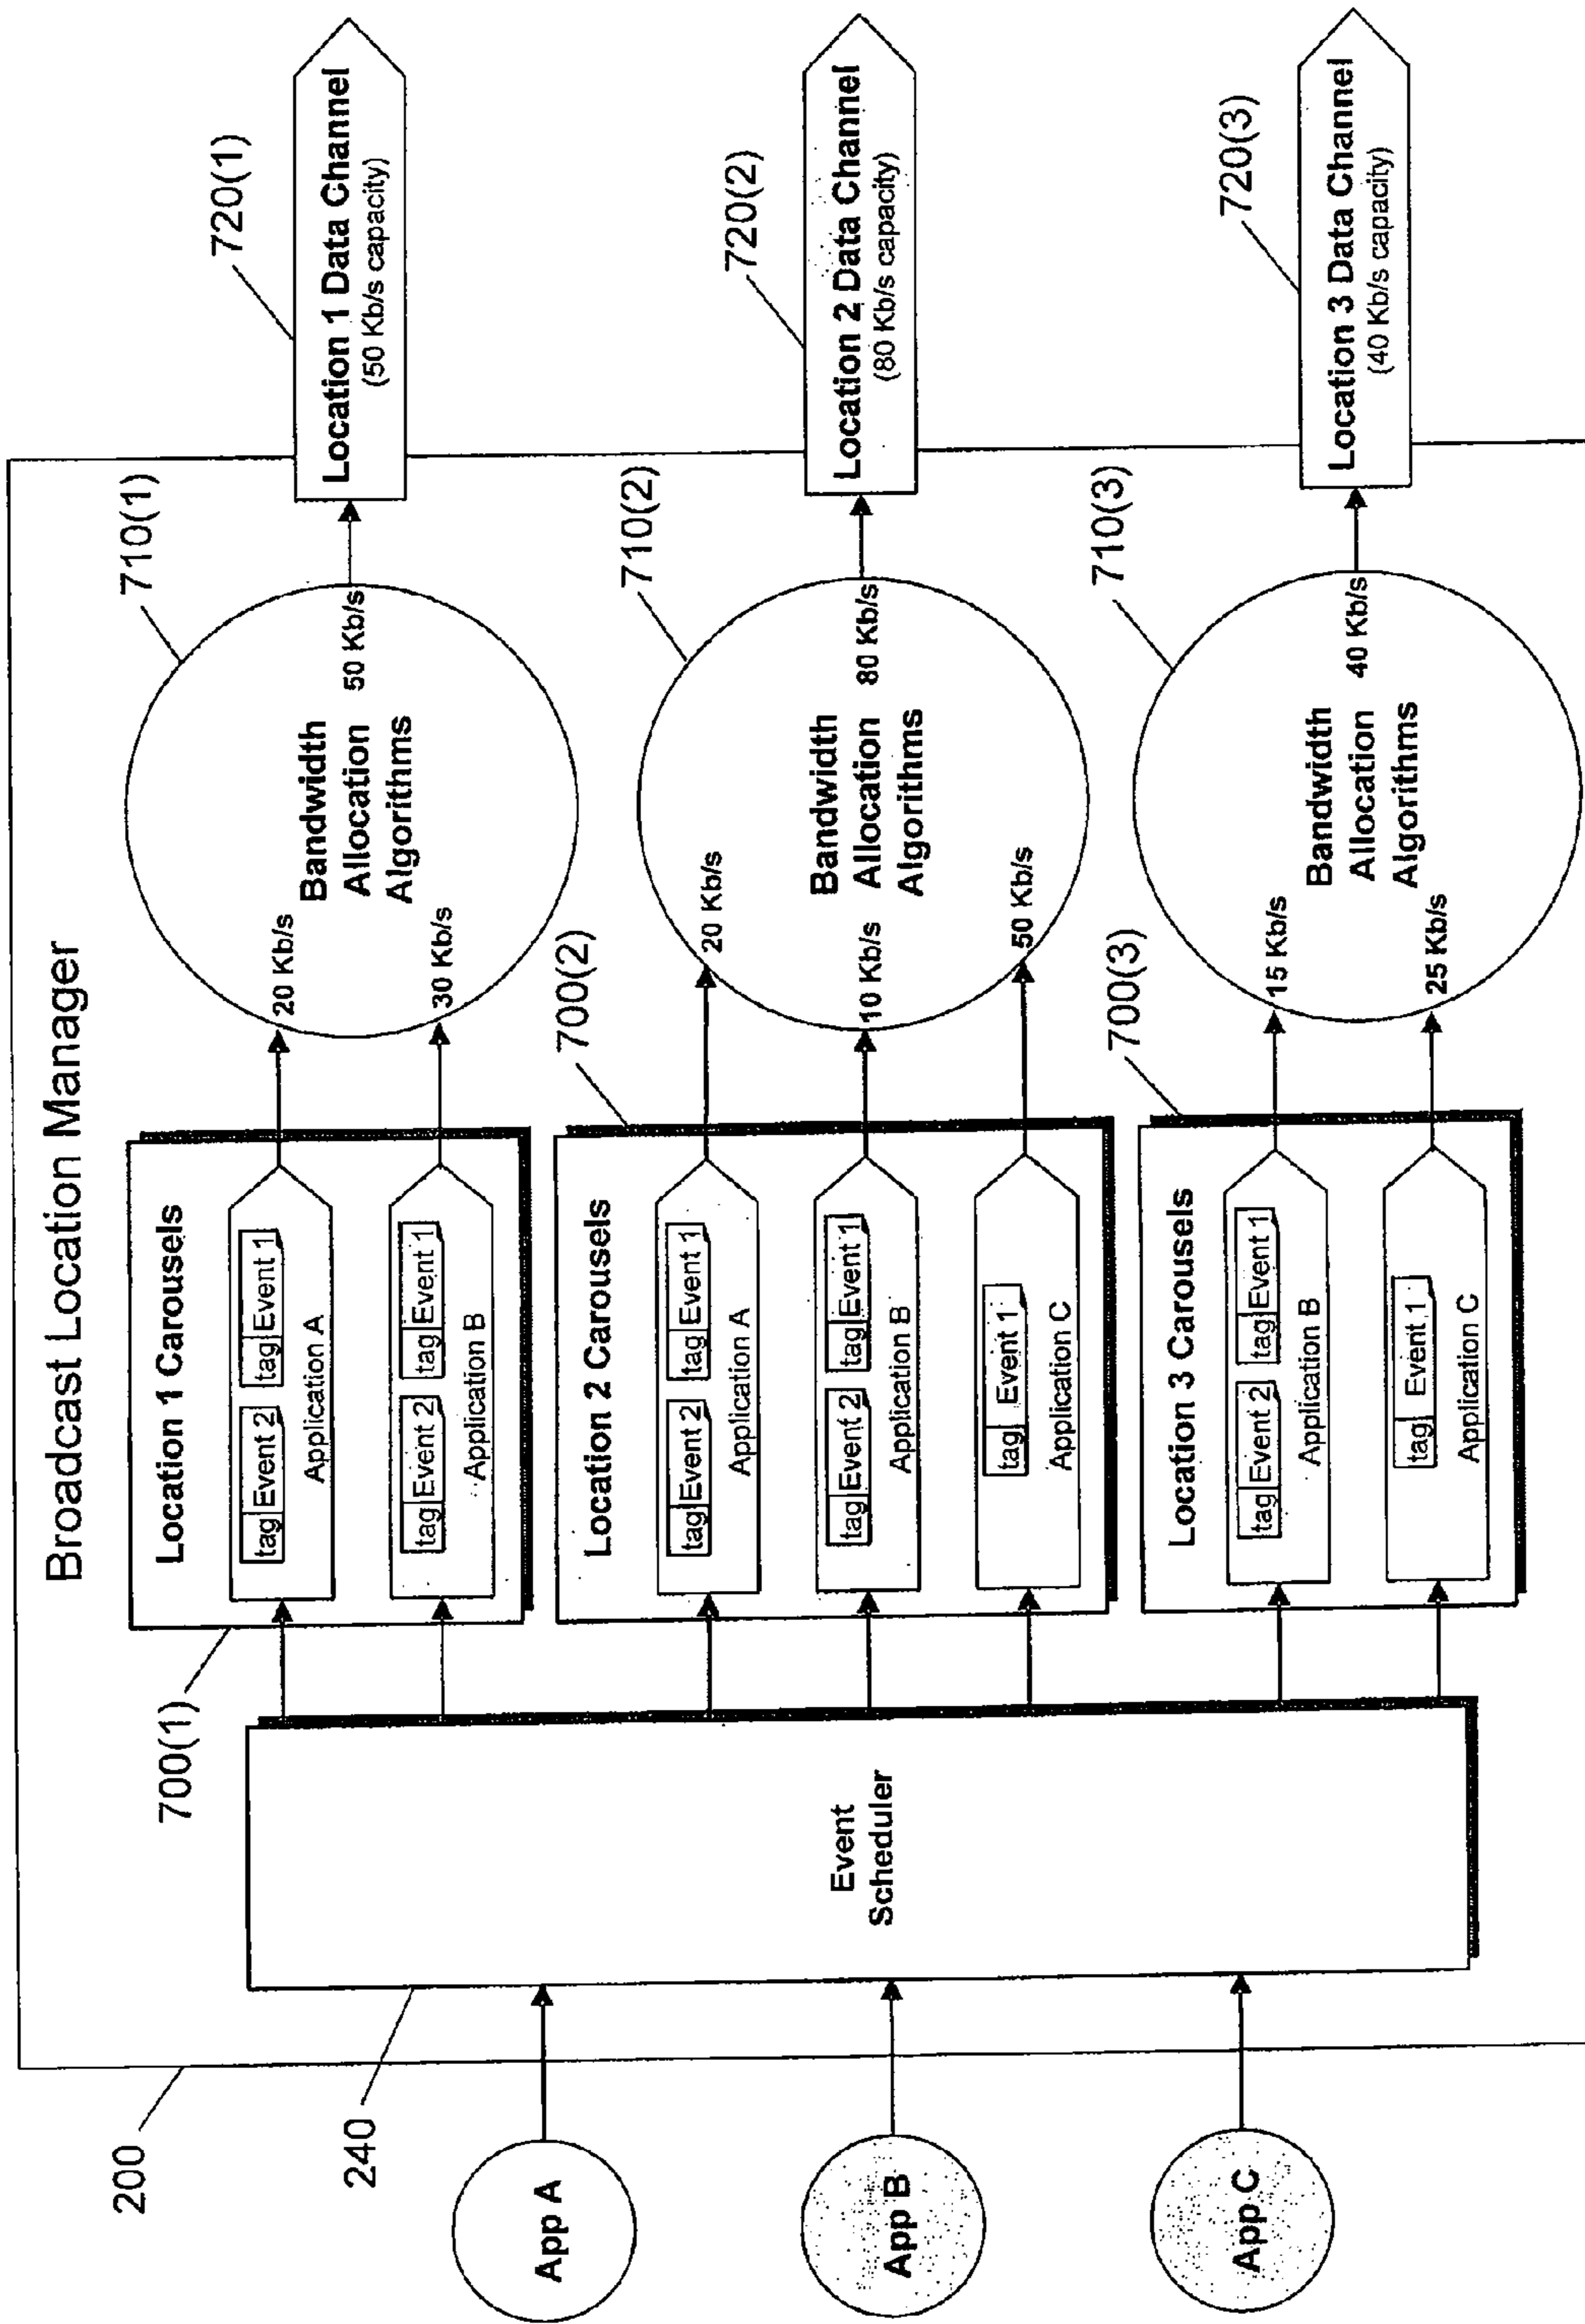 Broadcast Location Manager
200
240
App A
App B
App C
Event
Scheduler
700(1)
Location 1 Carousels
tag Event 2 tag Event 1
Application A
tag Event 2 tag Event 1
Application B
20 Kb/s
30 Kb/s
Bandwidth
Allocation
Algorithms
50 Kb/s
710(1)
Location 1 Data Channel
(50 Kb/s capacity)
720(1)
700(2)
Location 2 Carousels
tag Event 2 tag Event 1
Application A
tag Event 2 tag Event 1
Application B
tag Event 1
Application C
20 Kb/s
10 Kb/s
50 Kb/s
Bandwidth
Allocation
Algorithms
80 Kb/s
710(2)
Location 2 Data Channel
(80 Kb/s capacity)
720(2)
700(3)
Location 3 Carousels
tag Event 2 tag Event 1
Application B
tag Event 1
Application C
15 Kb/s
25 Kb/s
Bandwidth
Allocation
Algorithms
40 Kb/s
710(3)
Location 3 Data Channel
(40 Kb/s capacity)
720(3)